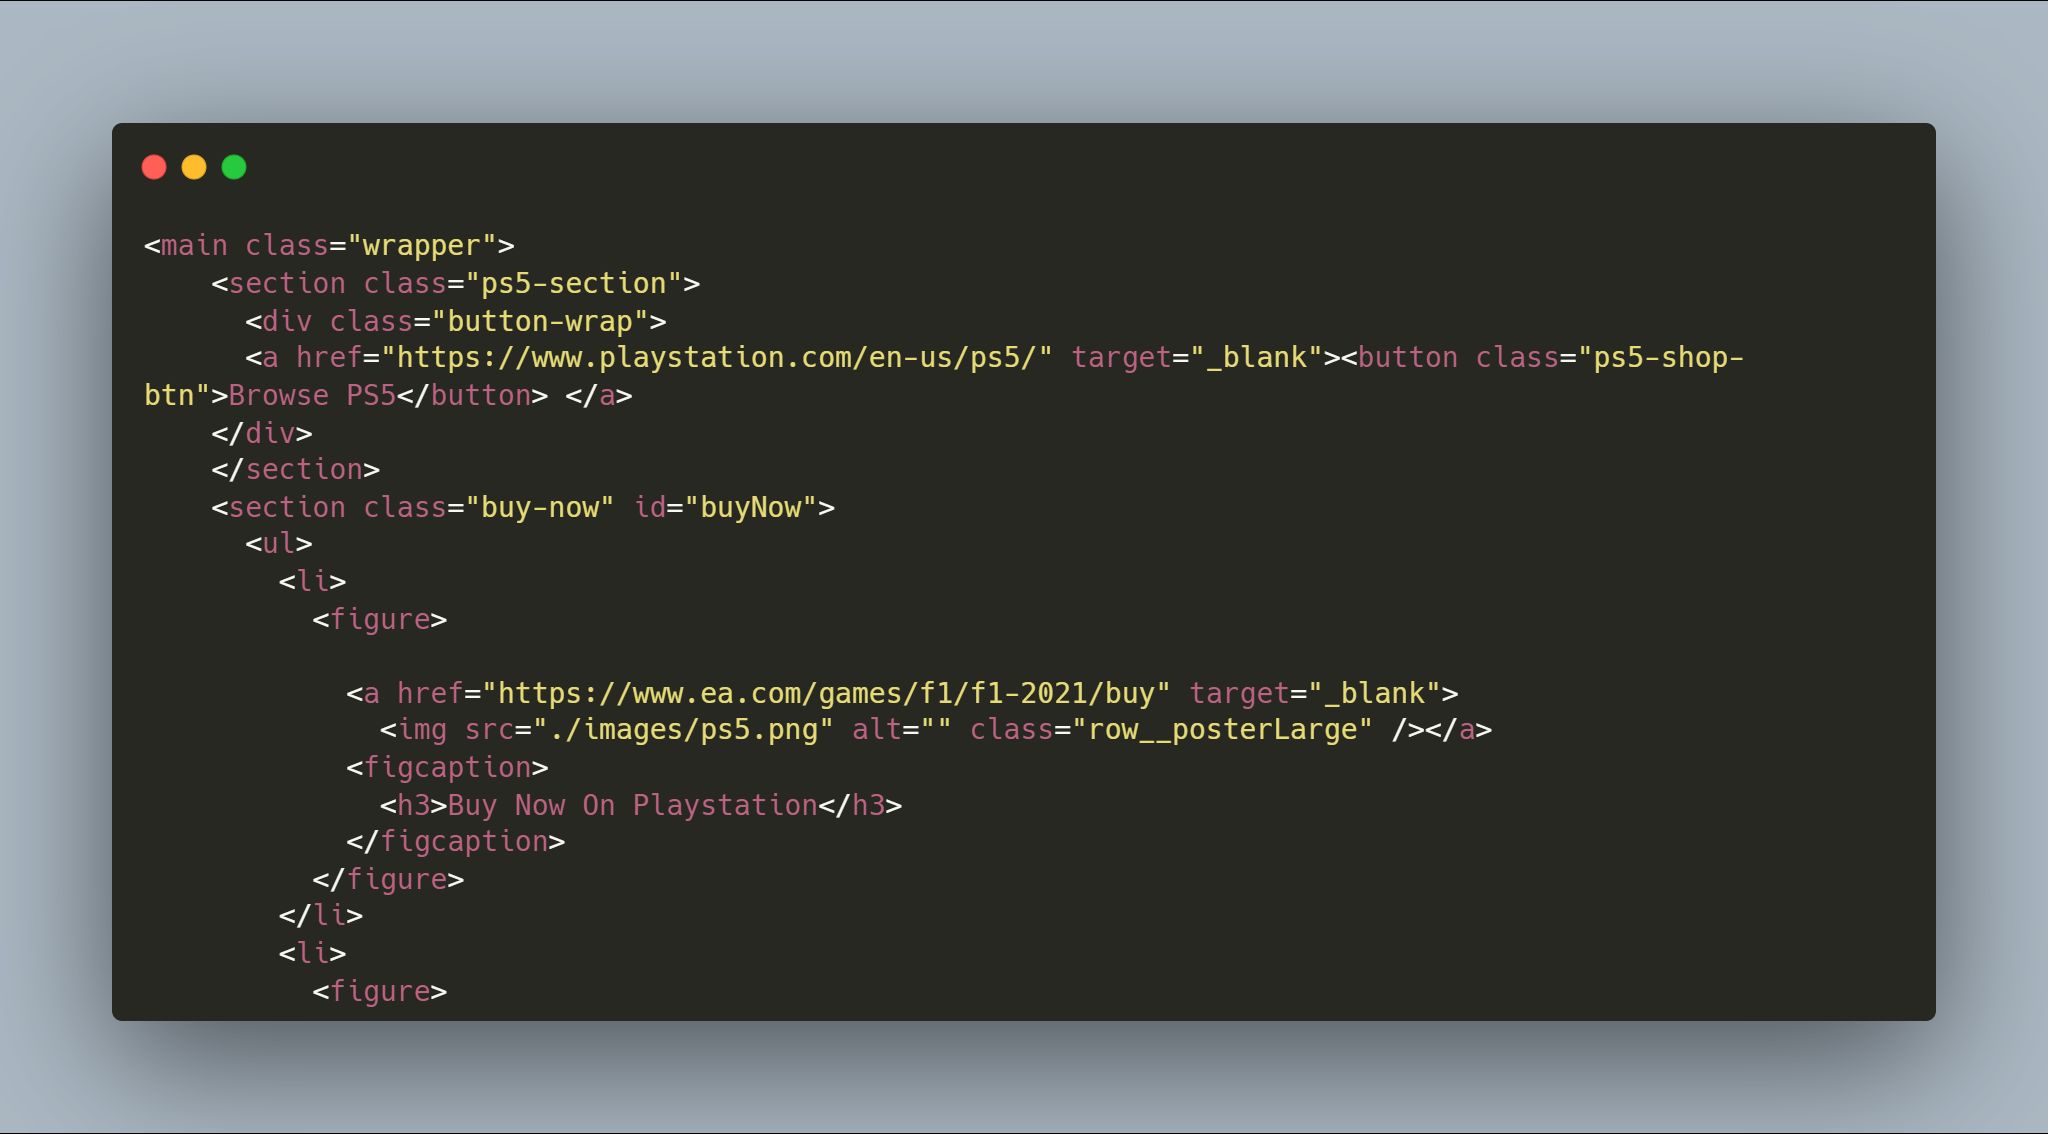 <main class="wrapper">
    <section class="ps5-section">
      <div class="button-wrap">
      <a href="https://www.playstation.com/en-us/ps5/" target="_blank"><button class="ps5-shop-
btn">Browse PS5</button> </a>
    </div>
    </section>
    <section class="buy-now" id="buyNow">
      <ul>
        <li>
          <figure>

            <a href="https://www.ea.com/games/f1/f1-2021/buy" target="_blank">
              <img src="./images/ps5.png" alt="" class="row__posterLarge" /></a>
            <figcaption>
              <h3>Buy Now On Playstation</h3>
            </figcaption>
          </figure>
        </li>
        <li>
          <figure>